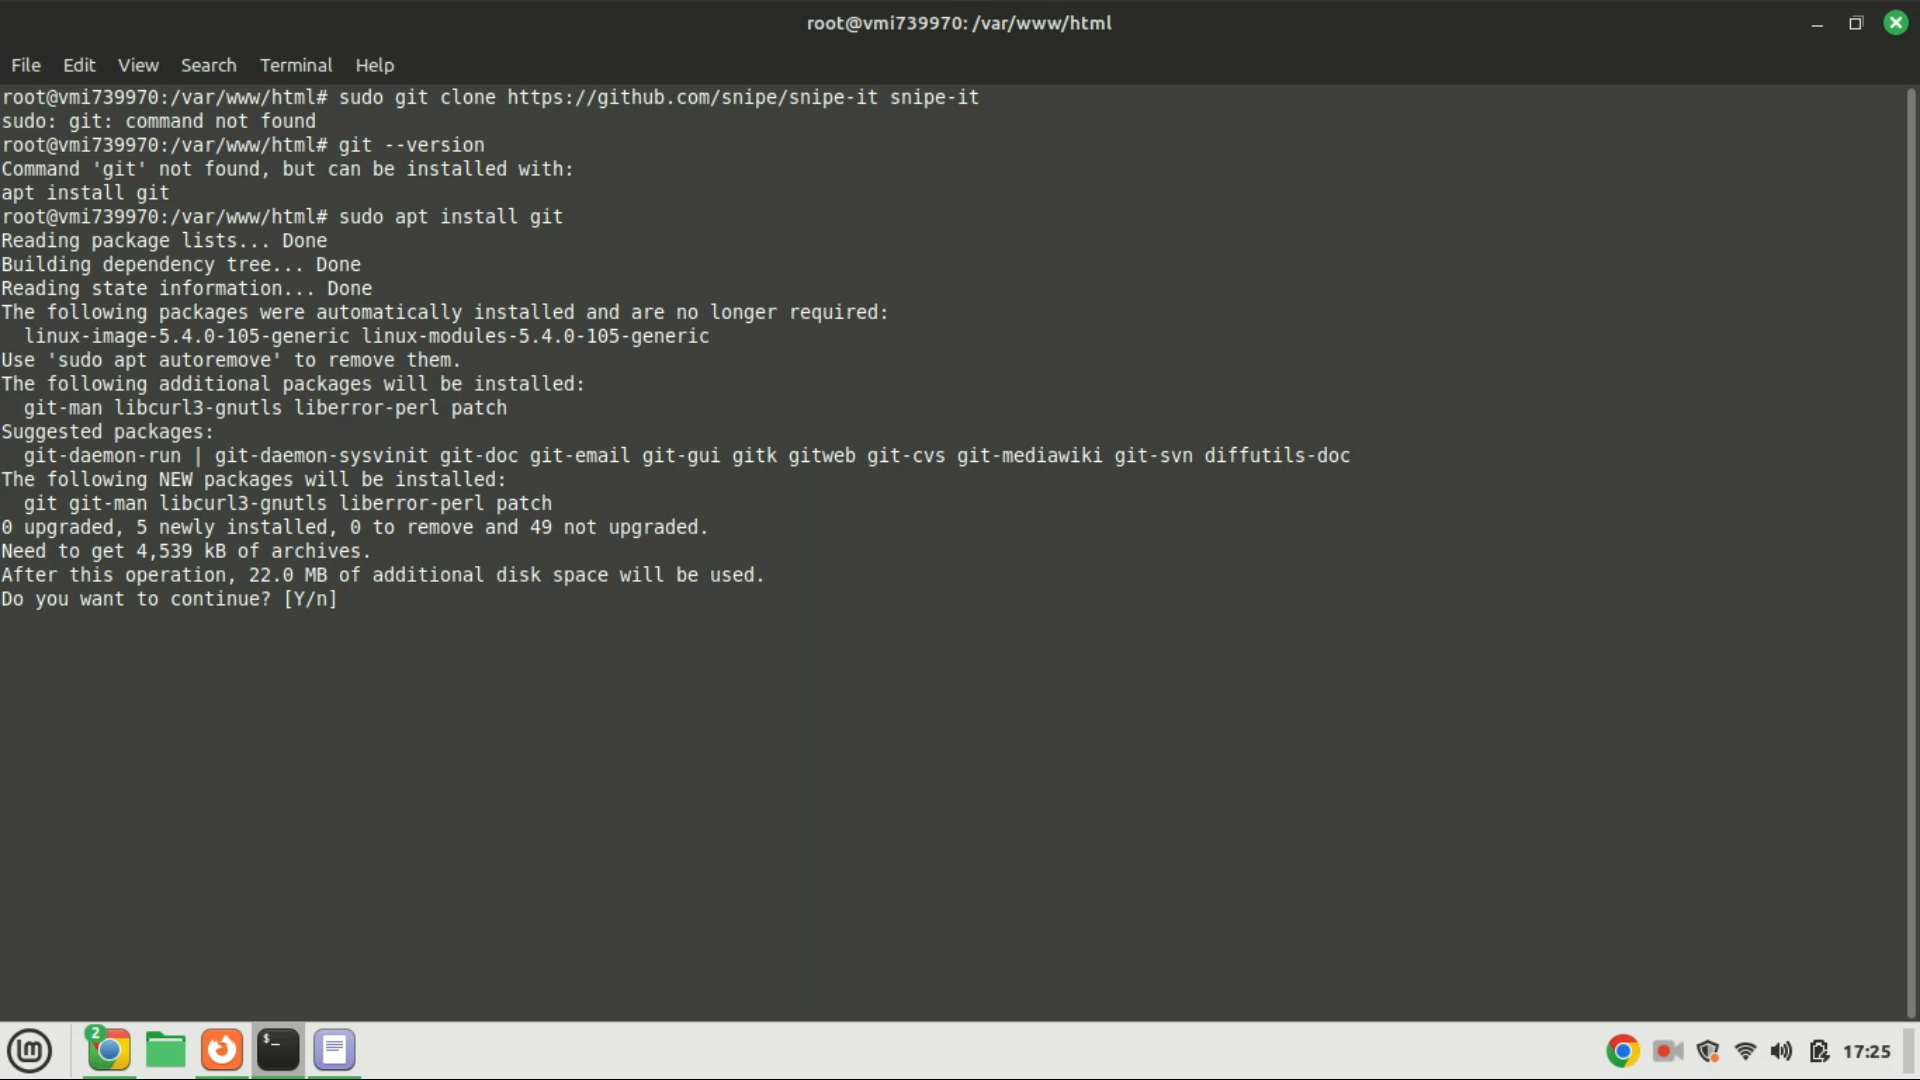 root@vmi739970: /var/www/html
File Edit View Search Terminal Help
root@vmi739970:/var/www/html# sudo git clone https://github.com/snipe/snipe-it snipe-it
sudo: git: command not found
root@vmi739970:/var/www/html# git --version
Command 'git' not found, but can be installed with:
apt install git
root@vmi739970:/var/www/html# sudo apt install git
Reading package lists... Done
Building dependency tree... Done
Reading state information... Done
The following packages were automatically installed and are no longer required:
  linux-image-5.4.0-105-generic linux-modules-5.4.0-105-generic
Use 'sudo apt autoremove' to remove them.
The following additional packages will be installed:
  git-man libcurl3-gnutls liberror-perl patch
Suggested packages:
  git-daemon-run | git-daemon-sysvinit git-doc git-email git-gui gitk gitweb git-cvs git-mediawiki git-svn diffutils-doc
The following NEW packages will be installed:
  git git-man libcurl3-gnutls liberror-perl patch
0 upgraded, 5 newly installed, 0 to remove and 49 not upgraded.
Need to get 4,539 kB of archives.
After this operation, 22.0 MB of additional disk space will be used.
Do you want to continue? [Y/n]
2
$_
17:25